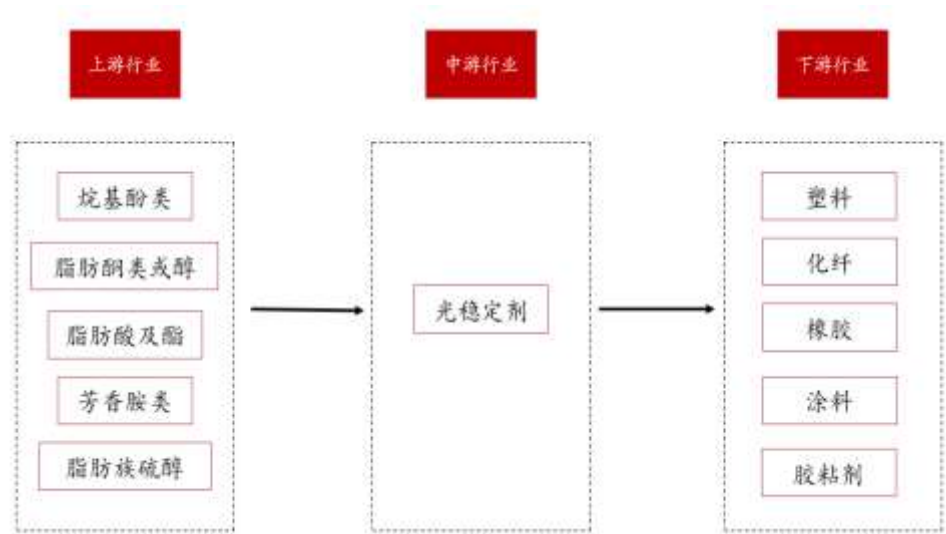 上游行业
中游行业
下游行业
烷基酚类
脂肪酮类或醇
脂肪酸及酯
芳香胺类
脂肪族硫醇
光稳定剂
塑料
化纤
橡胶
涂料
胶粘剂